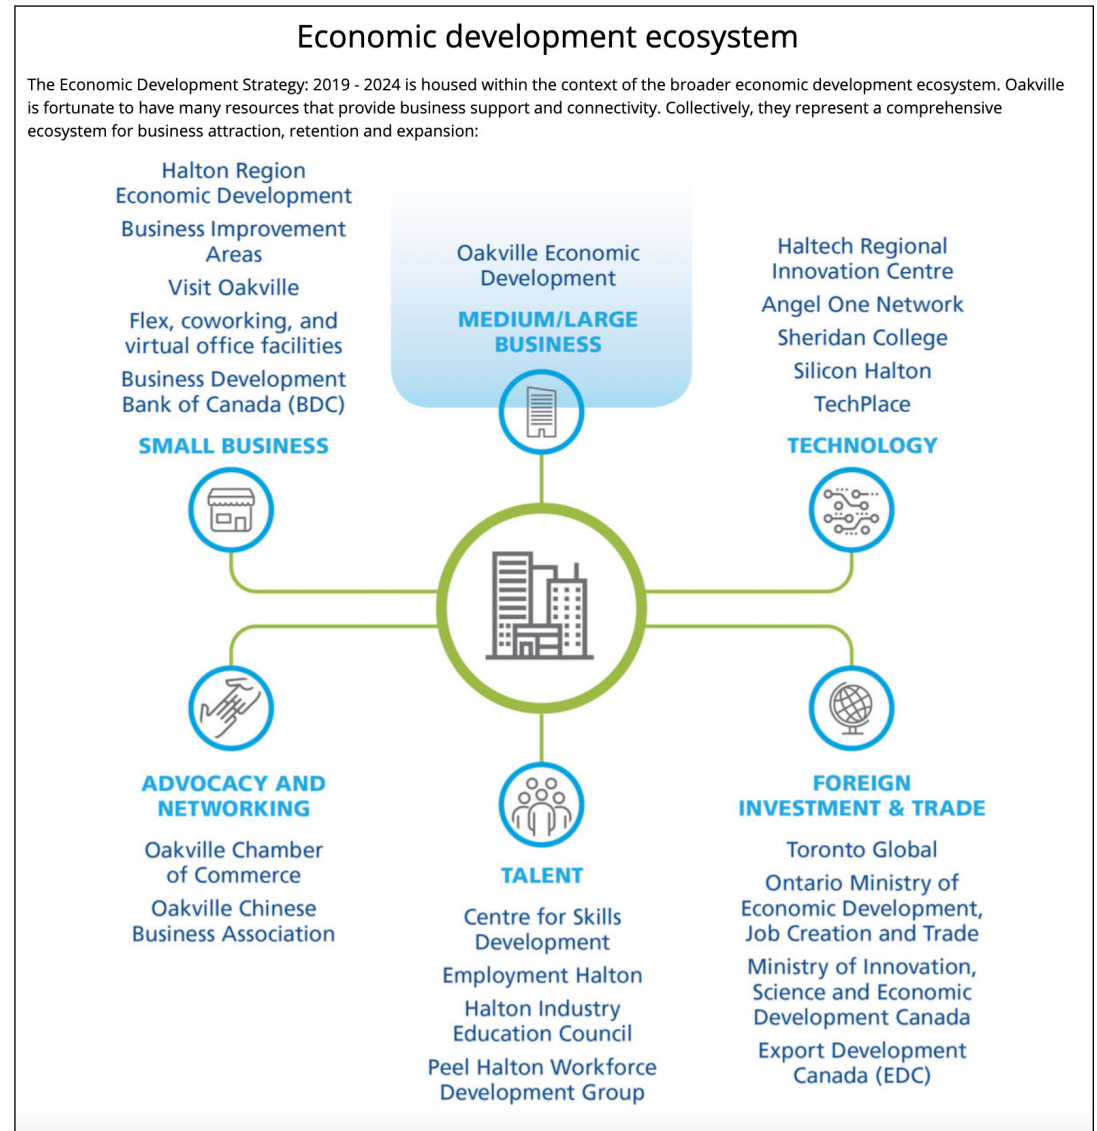 Economic development ecosystem
The Economic Development Strategy: 2019 - 2024 is housed within the context of the broader economic development ecosystem. Oakville
is fortunate to have many resources that provide business support and connectivity. Collectively, they represent a comprehensive
ecosystem for business attraction, retention and expansion:
Halton Region
Economic Development
Business Improvement
Areas
Visit Oakville
Flex, coworking, and
virtual office facilities
Business Development
Bank of Canada (BDC)
SMALL BUSINESS
Oakville Economic
Development
MEDIUM/LARGE
BUSINESS
Haltech Regional
Innovation Centre
Angel One Network
Sheridan College
Silicon Halton
TechPlace
TECHNOLOGY
ADVOCACY AND
NETWORKING
Oakville Chamber
of Commerce
Oakville Chinese
Business Association
TALENT
Centre for Skills
Development
Employment Halton
Halton Industry
Education Council
Peel Halton Workforce
Development Group
FOREIGN
INVESTMENT & TRADE
Toronto Global
Ontario Ministry of
Economic Development,
Job Creation and Trade
Ministry of Innovation,
Science and Economic
Development Canada
Export Development
Canada (EDC)